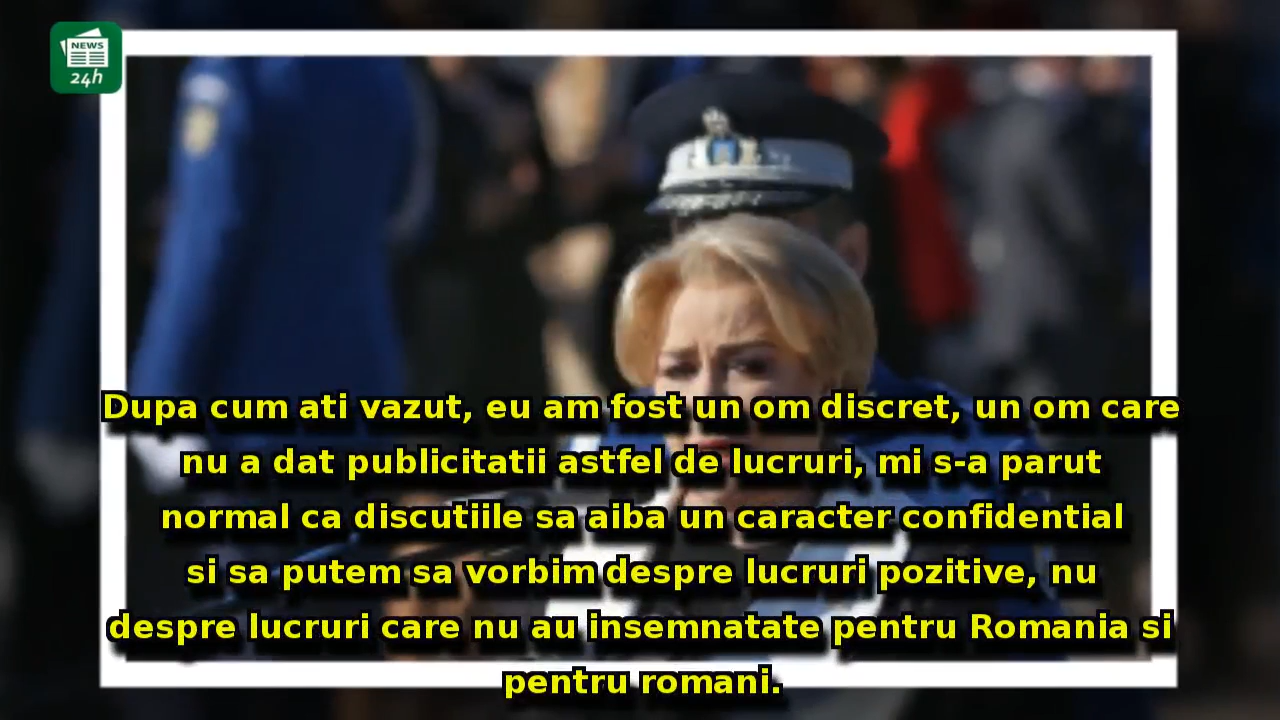 NEWS
24h
Dupa cum ati vazut, eu am fost un om discret, un om care
nu a dat publicitatii astfel de lucruri, mi s-a parut
normal ca discutiile sa aiba un caracter confidential
si sa putem sa vorbim despre lucruri pozitive, nu
despre lucruri care nu au insemnatate pentru Romania si
pentru romani.